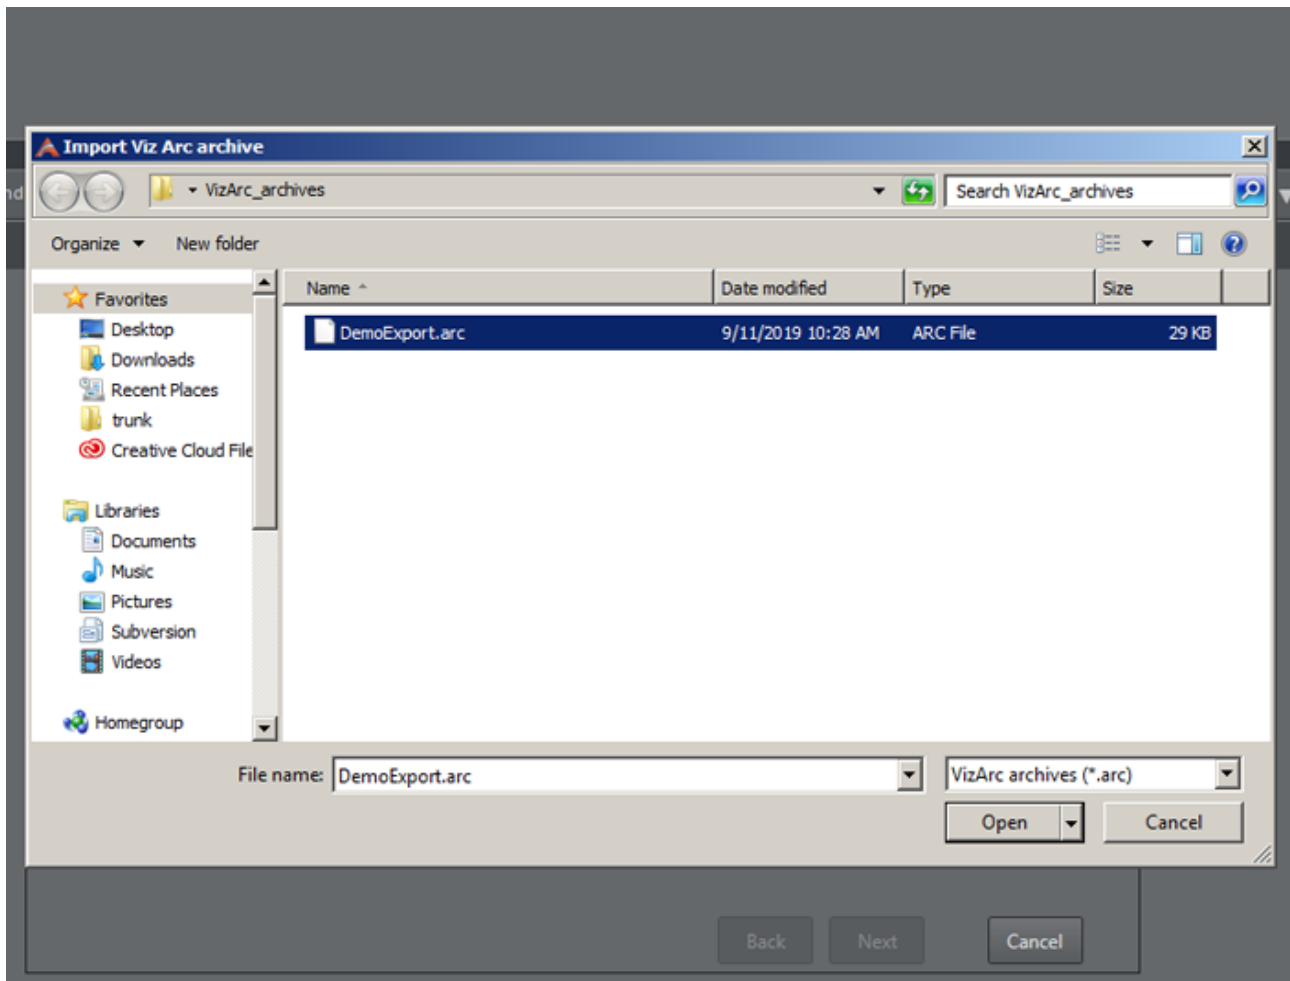 Import Viz Arc archive
nd
VizArc_archives
Search VizArc_archives
Organize
New folder
Name
Date modified
Type
Size
Favorites
DemoExport.arc
9/11/2019 10:28 AM
ARC File
29 KB
Desktop
Downloads
Recent Places
trunk
Creative Cloud File
Libraries
Documents
Music
Pictures
Subversion
Videos
Homegroup
File name:
DemoExport.arc
VizArc archives (*.arc)
Open
Cancel
Back
Next
Cancel